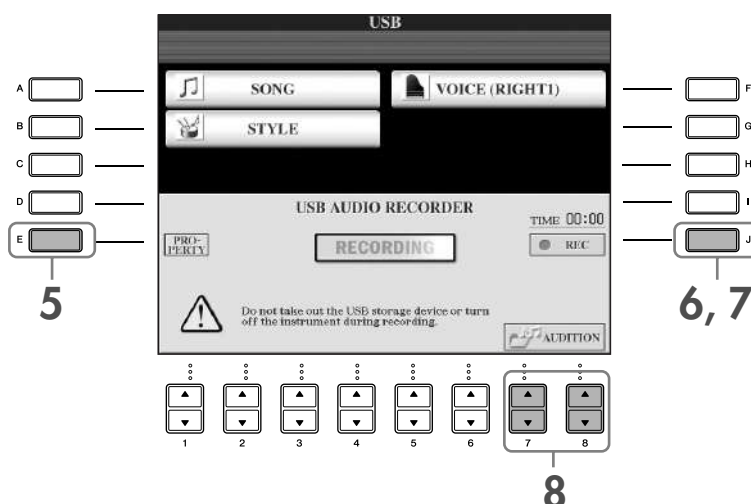 USB
SONG
VOICE (RIGHT1)
STYLE
USB AUDIO RECORDER
TIME 00:00
PRO-
PERTY
RECORDING
REC
Do not take out the USB storage device or turn
off the instrument during recording.
AUDITION
A
B
C
D
E
F
G
H
I
J
5
6, 7
1 2 3 4 5 6 7 8
8